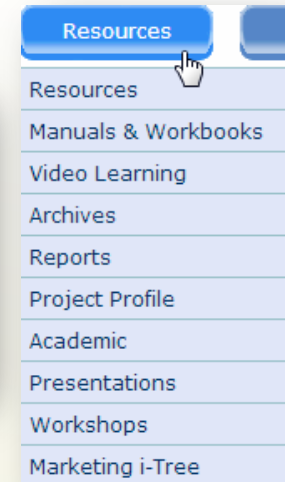 Resources
Resources
Manuals & Workbooks
Video Learning
Archives
Reports
Project Profile
Academic
Presentations
Workshops
Marketing i-Tree